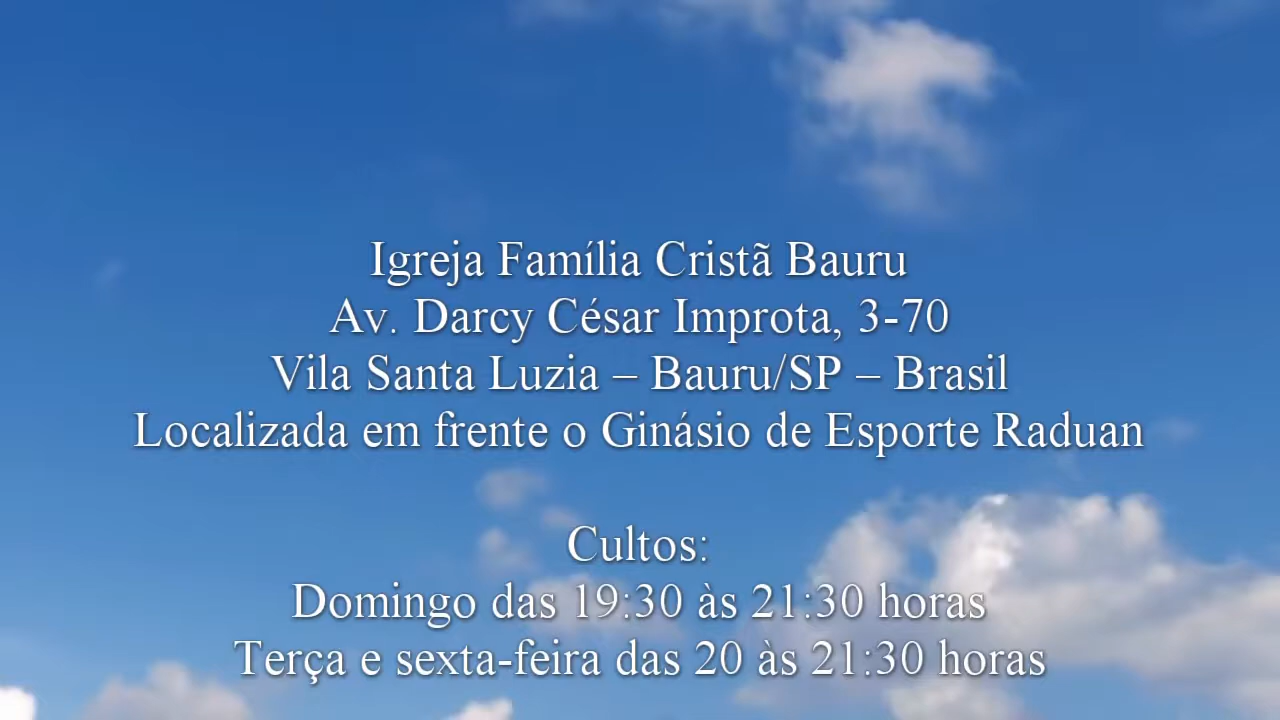 Igreja Família Cristã Bauru
Av. Darcy César Improta, 3-70
Vila Santa Luzia – Bauru/SP – Brasil
Localizada em frente o Ginásio de Esporte Raduan
Cultos:
Domingo das 19:30 às 21:30 horas
Terça e sexta-feira das 20 às 21:30 horas